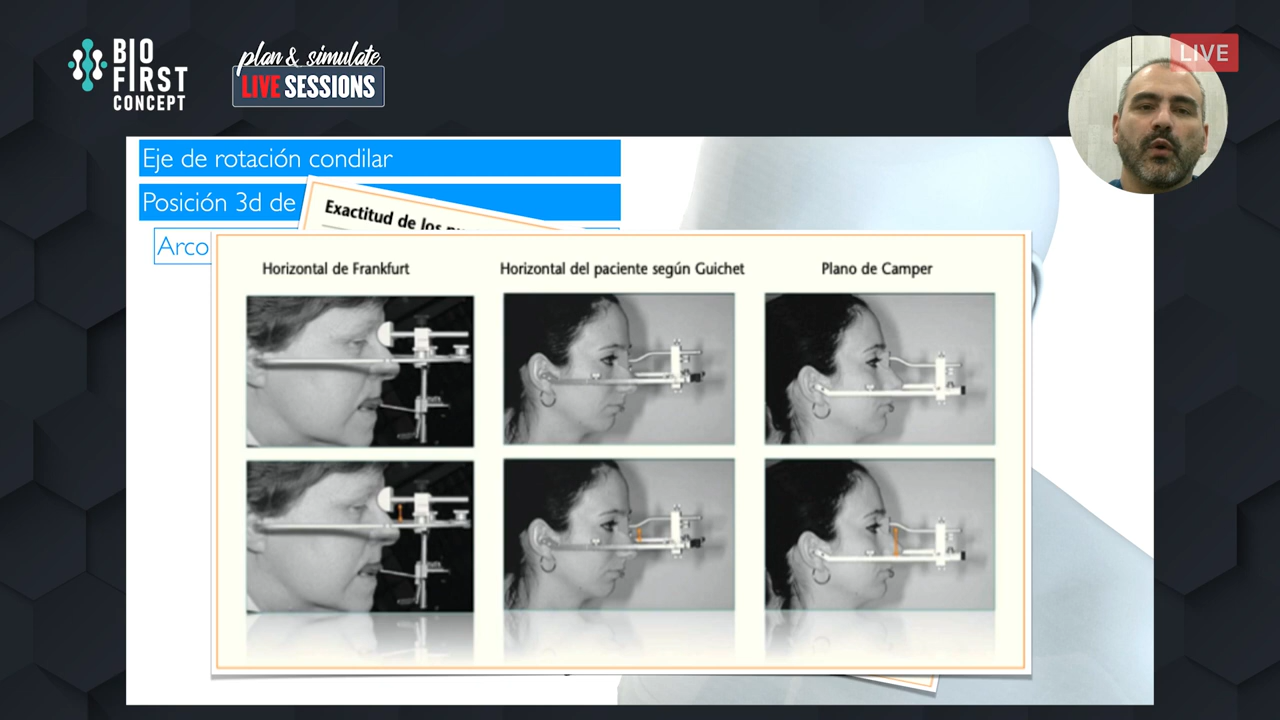 BIO
FIRST
CONCEPT
plan & simulate
LIVE SESSIONS
LIVE
Eje de rotación condilar
Posición 3d de
Exactitud de los
Arco
Horizontal de Frankfurt
Horizontal del paciente según Guichet
Plano de Camper